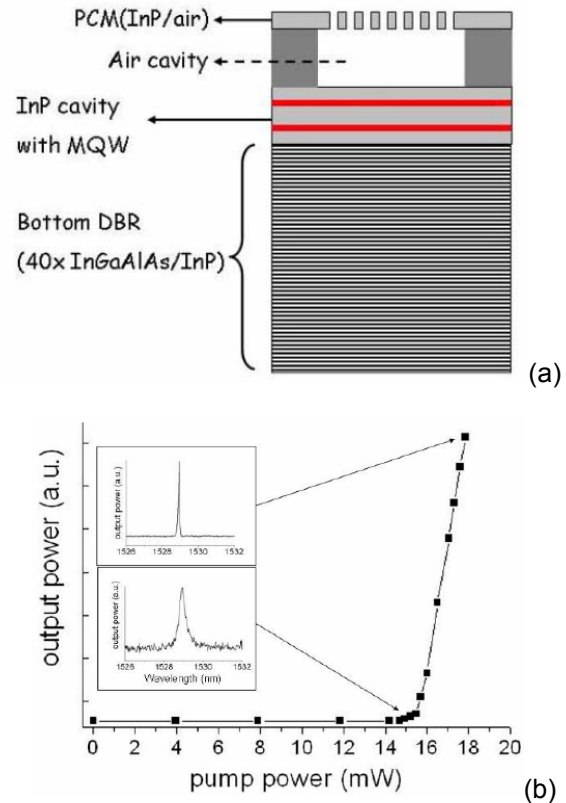 PCM(InP/air)
Air cavity
InP cavity
with MQW
Bottom DBR
(40x InGaAlAs/InP)
(a)
output power (a.u.)
output power (a.u.)
1526 1528 1530 1532
output power (a.u.)
1526 1528 1530 1532
Wavelength (nm)
0 2 4 6 8 10 12 14 16 18 20
pump power (mW)
(b)